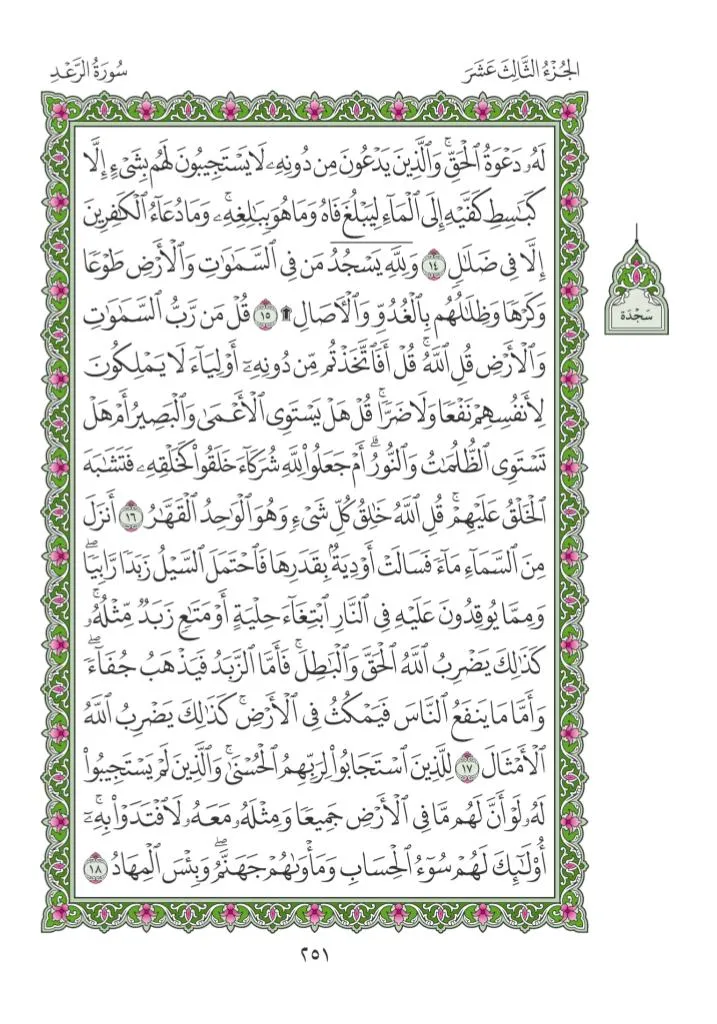 الجُزْءُ الثَّالِثَ عَشَرَ
سُورَةُ الرَّعْدِ
لَهُۥ دَعْوَةُ ٱلْحَقِّۚ وَٱلَّذِينَ يَدْعُونَ مِن دُونِهِۦ لَا يَسْتَجِيبُونَ لَهُم بِشَىْءٍ إِلَّا
كَبَـٰسِطِ كَفَّيْهِ إِلَى ٱلْمَآءِ لِيَبْلُغَ فَاهُ وَمَا هُوَ بِبَـٰلِغِهِۦۚ وَمَا دُعَآءُ ٱلْكَـٰفِرِينَ
إِلَّا فِى ضَلَـٰلٍ ١٤ وَلِلَّهِ يَسْجُدُ مَن فِى ٱلسَّمَـٰوَٰتِ وَٱلْأَرْضِ طَوْعًا
وَكَرْهًا وَظِلَـٰلُهُم بِٱلْغُدُوِّ وَٱلْـَٔاصَالِ ۩ ١٥ قُلْ مَن رَّبُّ ٱلسَّمَـٰوَٰتِ
سَجْدَة
وَٱلْأَرْضِ قُلِ ٱللَّهُۚ قُلْ أَفَٱتَّخَذْتُم مِّن دُونِهِۦٓ أَوْلِيَآءَ لَا يَمْلِكُونَ
لِأَنفُسِهِمْ نَفْعًا وَلَا ضَرًّاۚ قُلْ هَلْ يَسْتَوِى ٱلْأَعْمَىٰ وَٱلْبَصِيرُ أَمْ هَلْ
تَسْتَوِى ٱلظُّلُمَـٰتُ وَٱلنُّورُۗ أَمْ جَعَلُوا۟ لِلَّهِ شُرَكَآءَ خَلَقُوا۟ كَخَلْقِهِۦ فَتَشَـٰبَهَ
ٱلْخَلْقُ عَلَيْهِمْۚ قُلِ ٱللَّهُ خَـٰلِقُ كُلِّ شَىْءٍ وَهُوَ ٱلْوَٰحِدُ ٱلْقَهَّـٰرُ ١٦ أَنزَلَ
مِنَ ٱلسَّمَآءِ مَآءً فَسَالَتْ أَوْدِيَةٌۢ بِقَدَرِهَا فَٱحْتَمَلَ ٱلسَّيْلُ زَبَدًا رَّابِيًاۖ
وَمِمَّا يُوقِدُونَ عَلَيْهِ فِى ٱلنَّارِ ٱبْتِغَآءَ حِلْيَةٍ أَوْ مَتَـٰعٍ زَبَدٌ مِّثْلُهُۥۚ
كَذَٰلِكَ يَضْرِبُ ٱللَّهُ ٱلْحَقَّ وَٱلْبَـٰطِلَۚ فَأَمَّا ٱلزَّبَدُ فَيَذْهَبُ جُفَآءًۖ
وَأَمَّا مَا يَنفَعُ ٱلنَّاسَ فَيَمْكُثُ فِى ٱلْأَرْضِۚ كَذَٰلِكَ يَضْرِبُ ٱللَّهُ
ٱلْأَمْثَالَ ١٧ لِلَّذِينَ ٱسْتَجَابُوا۟ لِرَبِّهِمُ ٱلْحُسْنَىٰۚ وَٱلَّذِينَ لَمْ يَسْتَجِيبُوا۟
لَهُۥ لَوْ أَنَّ لَهُم مَّا فِى ٱلْأَرْضِ جَمِيعًا وَمِثْلَهُۥ مَعَهُۥ لَٱفْتَدَوْا۟ بِهِۦٓۚ
أُو۟لَـٰٓئِكَ لَهُمْ سُوٓءُ ٱلْحِسَابِ وَمَأْوَىٰهُمْ جَهَنَّمُۖ وَبِئْسَ ٱلْمِهَادُ ١٨
٢٥١